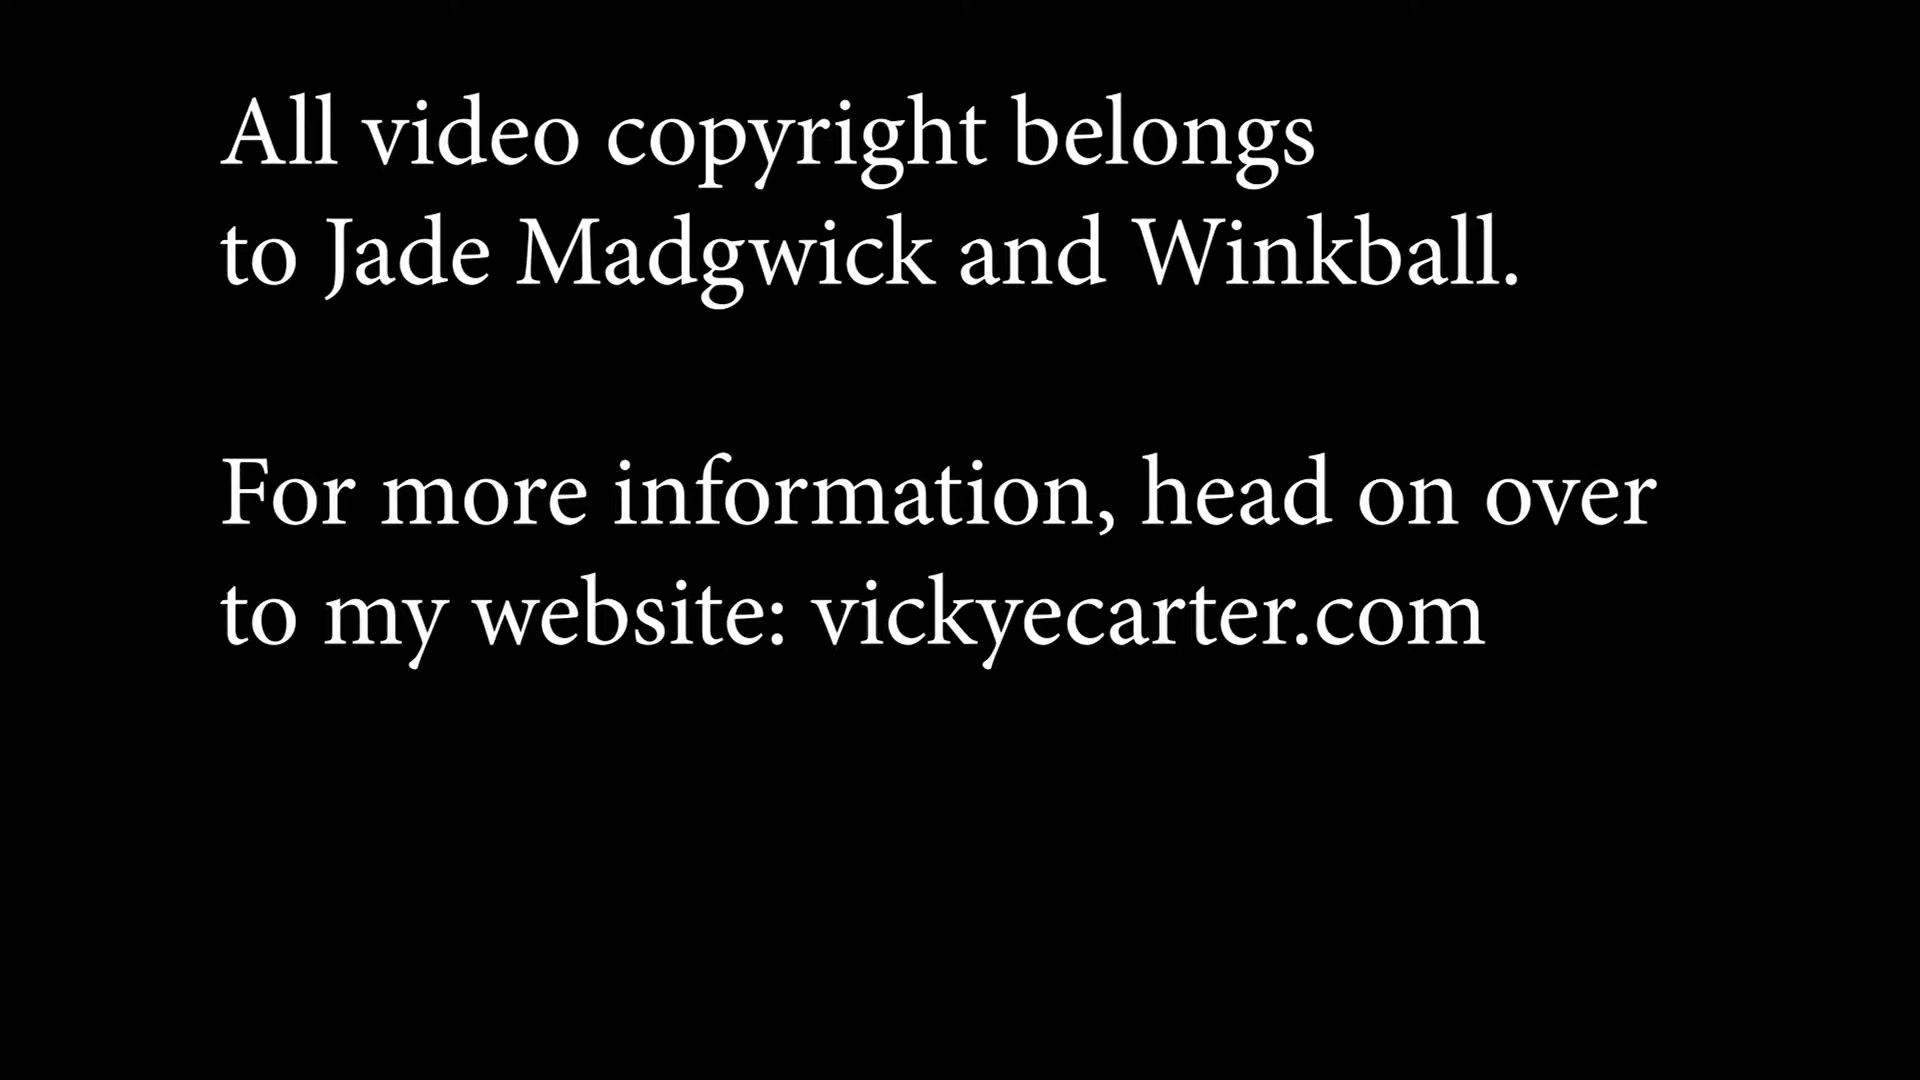 All video copyright belongs
to Jade Madgwick and Winkball.
For more information, head on over
to my website: vickyecarter.com